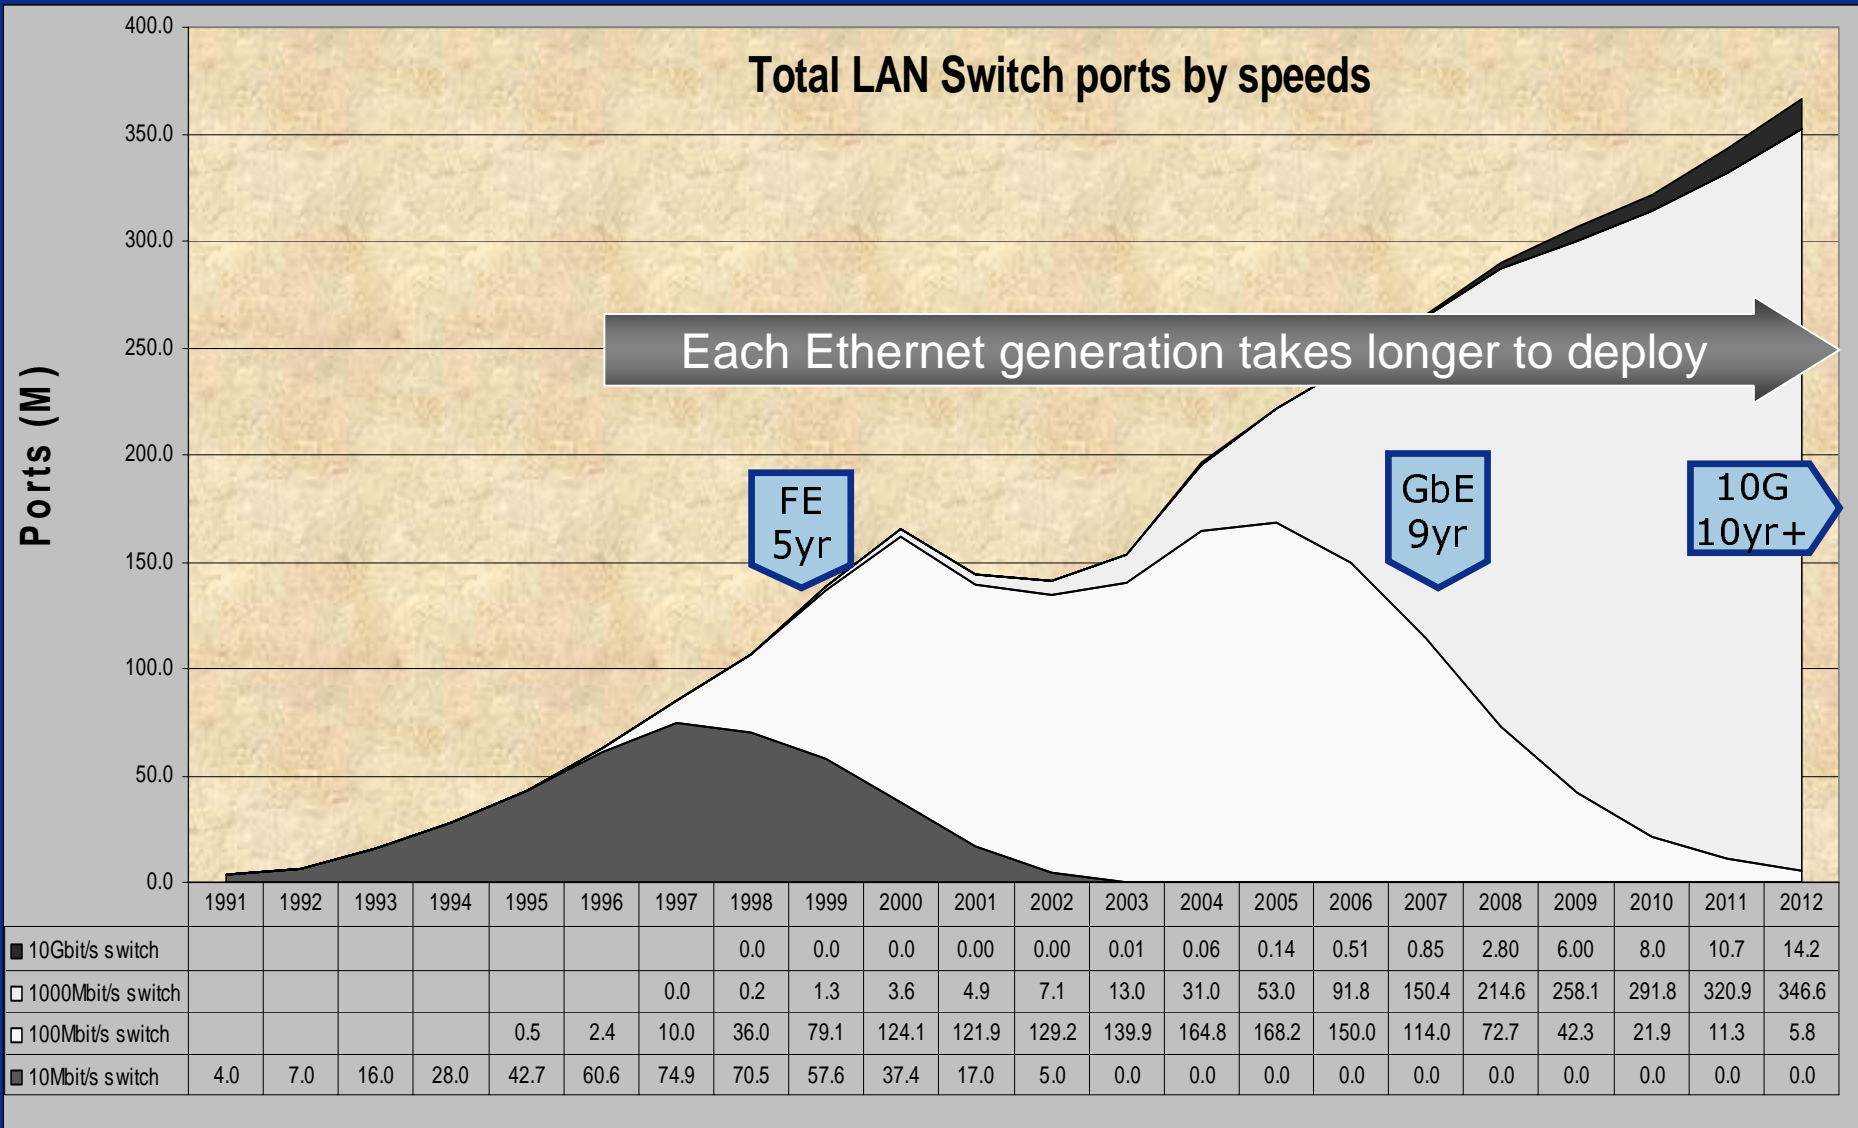 Total LAN Switch ports by speeds
Ports (M)
400.0
350.0
300.0
250.0
200.0
150.0
100.0
50.0
0.0
Each Ethernet generation takes longer to deploy
FE
5yr
GbE
9yr
10G
10yr+
1991 1992 1993 1994 1995 1996 1997 1998 1999 2000 2001 2002 2003 2004 2005 2006 2007 2008 2009 2010 2011 2012
10Gbit/s switch 0.0 0.0 0.0 0.00 0.00 0.01 0.06 0.14 0.51 0.85 2.80 6.00 8.0 10.7 14.2
1000Mbit/s switch 0.0 0.2 1.3 3.6 4.9 7.1 13.0 31.0 53.0 91.8 150.4 214.6 258.1 291.8 320.9 346.6
100Mbit/s switch 0.5 2.4 10.0 36.0 79.1 124.1 121.9 129.2 139.9 164.8 168.2 150.0 114.0 72.7 42.3 21.9 11.3 5.8
10Mbit/s switch 4.0 7.0 16.0 28.0 42.7 60.6 74.9 70.5 57.6 37.4 17.0 5.0 0.0 0.0 0.0 0.0 0.0 0.0 0.0 0.0 0.0 0.0